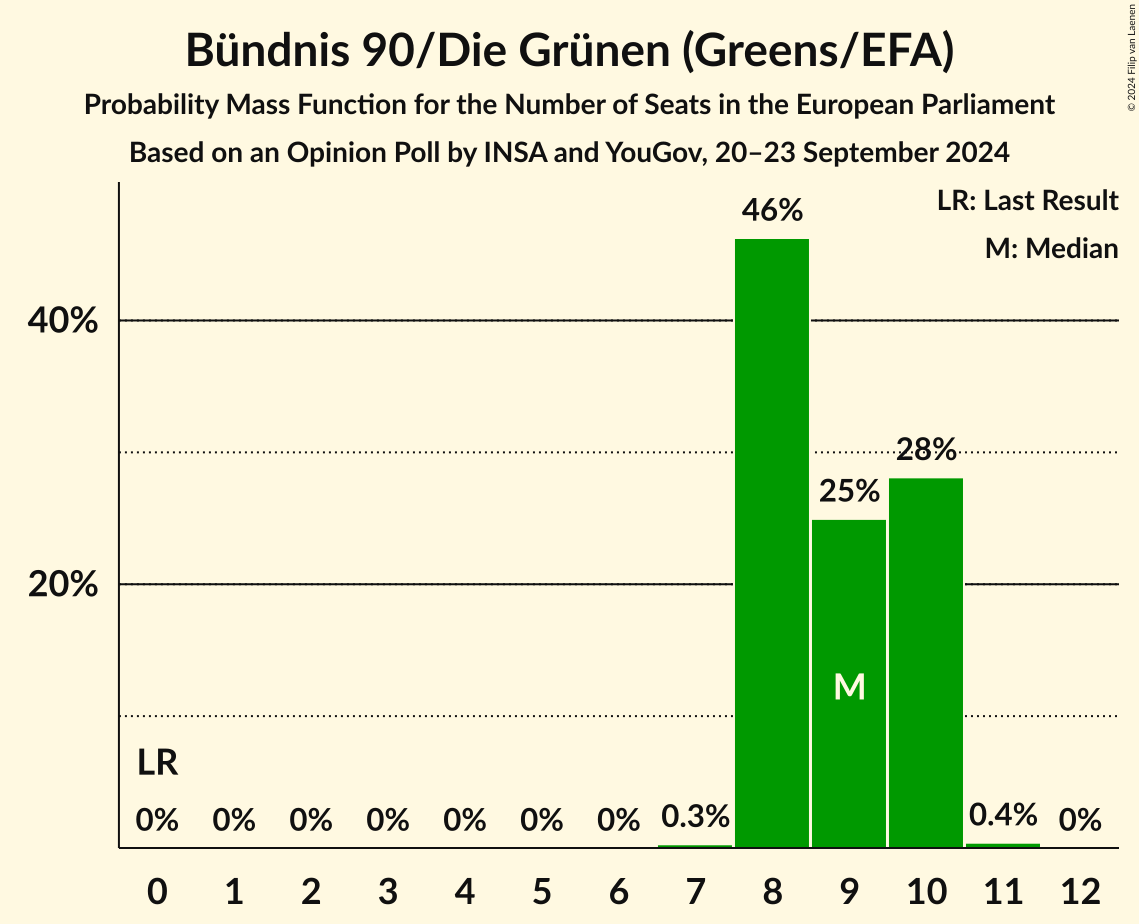 Bündnis 90/Die Grünen (Greens/EFA)
Probability Mass Function for the Number of Seats in the European Parliament
Based on an Opinion Poll by INSA and YouGov, 20–23 September 2024
© 2024 Filip van Laenen
LR: Last Result
M: Median
46%
40%
28%
25%
20%
M
LR
0% 0% 0% 0% 0% 0% 0% 0.3% 0.4% 0%
0 1 2 3 4 5 6 7 8 9 10 11 12